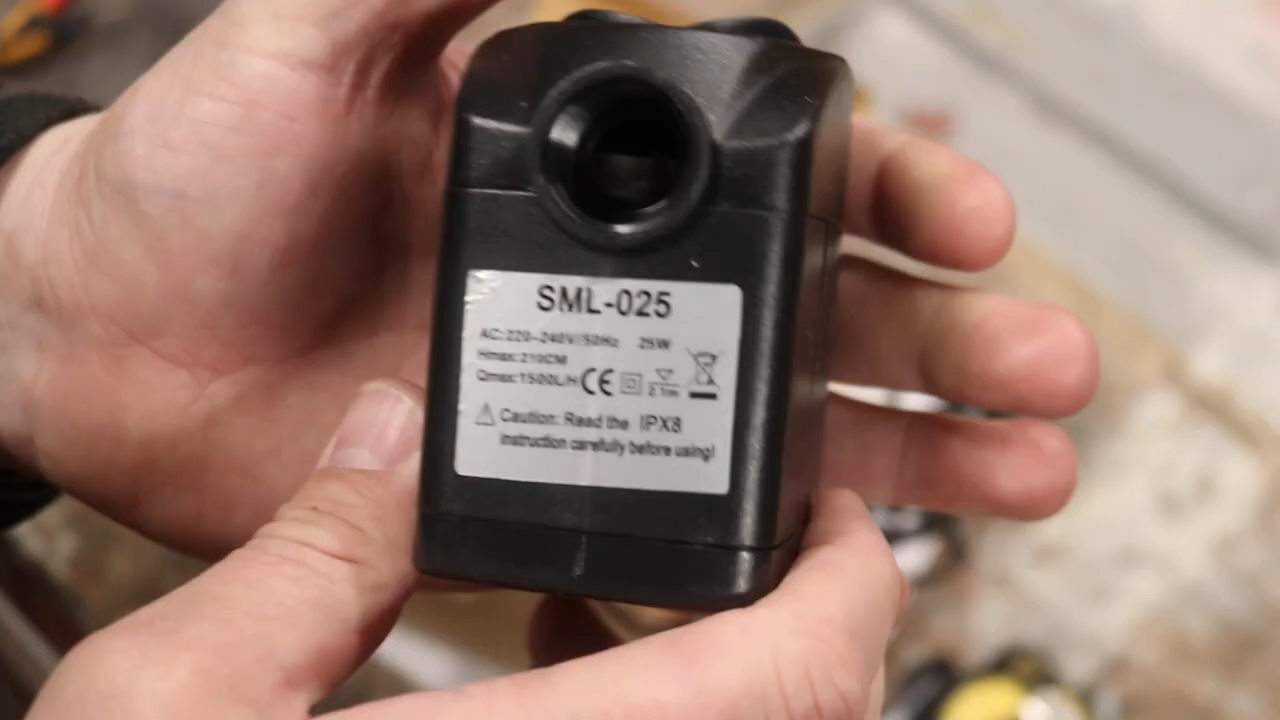 SML-025
AC:220-240V/50Hz 25W
Hmax:210CM
Qmax:1500L/H CE
Caution: Read the IPX8
instruction carefully before using!